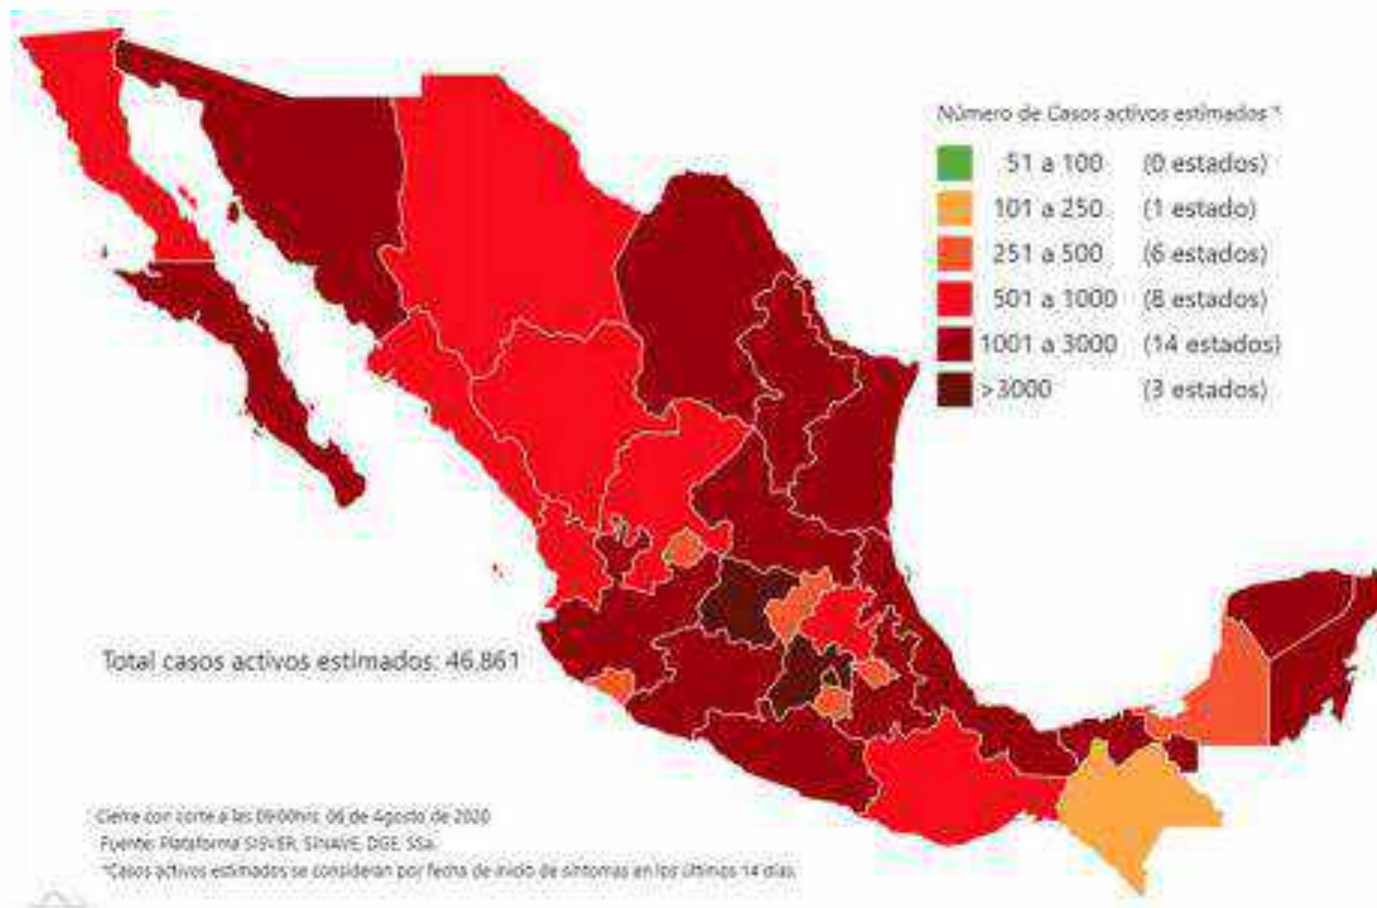 Número de Casos activos estimados *
51 a 100 (0 estados)
101 a 250 (1 estado)
251 a 500 (6 estados)
501 a 1000 (8 estados)
1001 a 3000 (14 estados)
>3000 (3 estados)
Total casos activos estimados: 46,861
Cierre con corte a las 09:00hrs, 06 de Agosto de 2020
Fuente: Plataforma SISVER, SINAVE, DGE, SSa.
*Casos activos estimados se consideran por fecha de inicio de síntomas en los últimos 14 días.